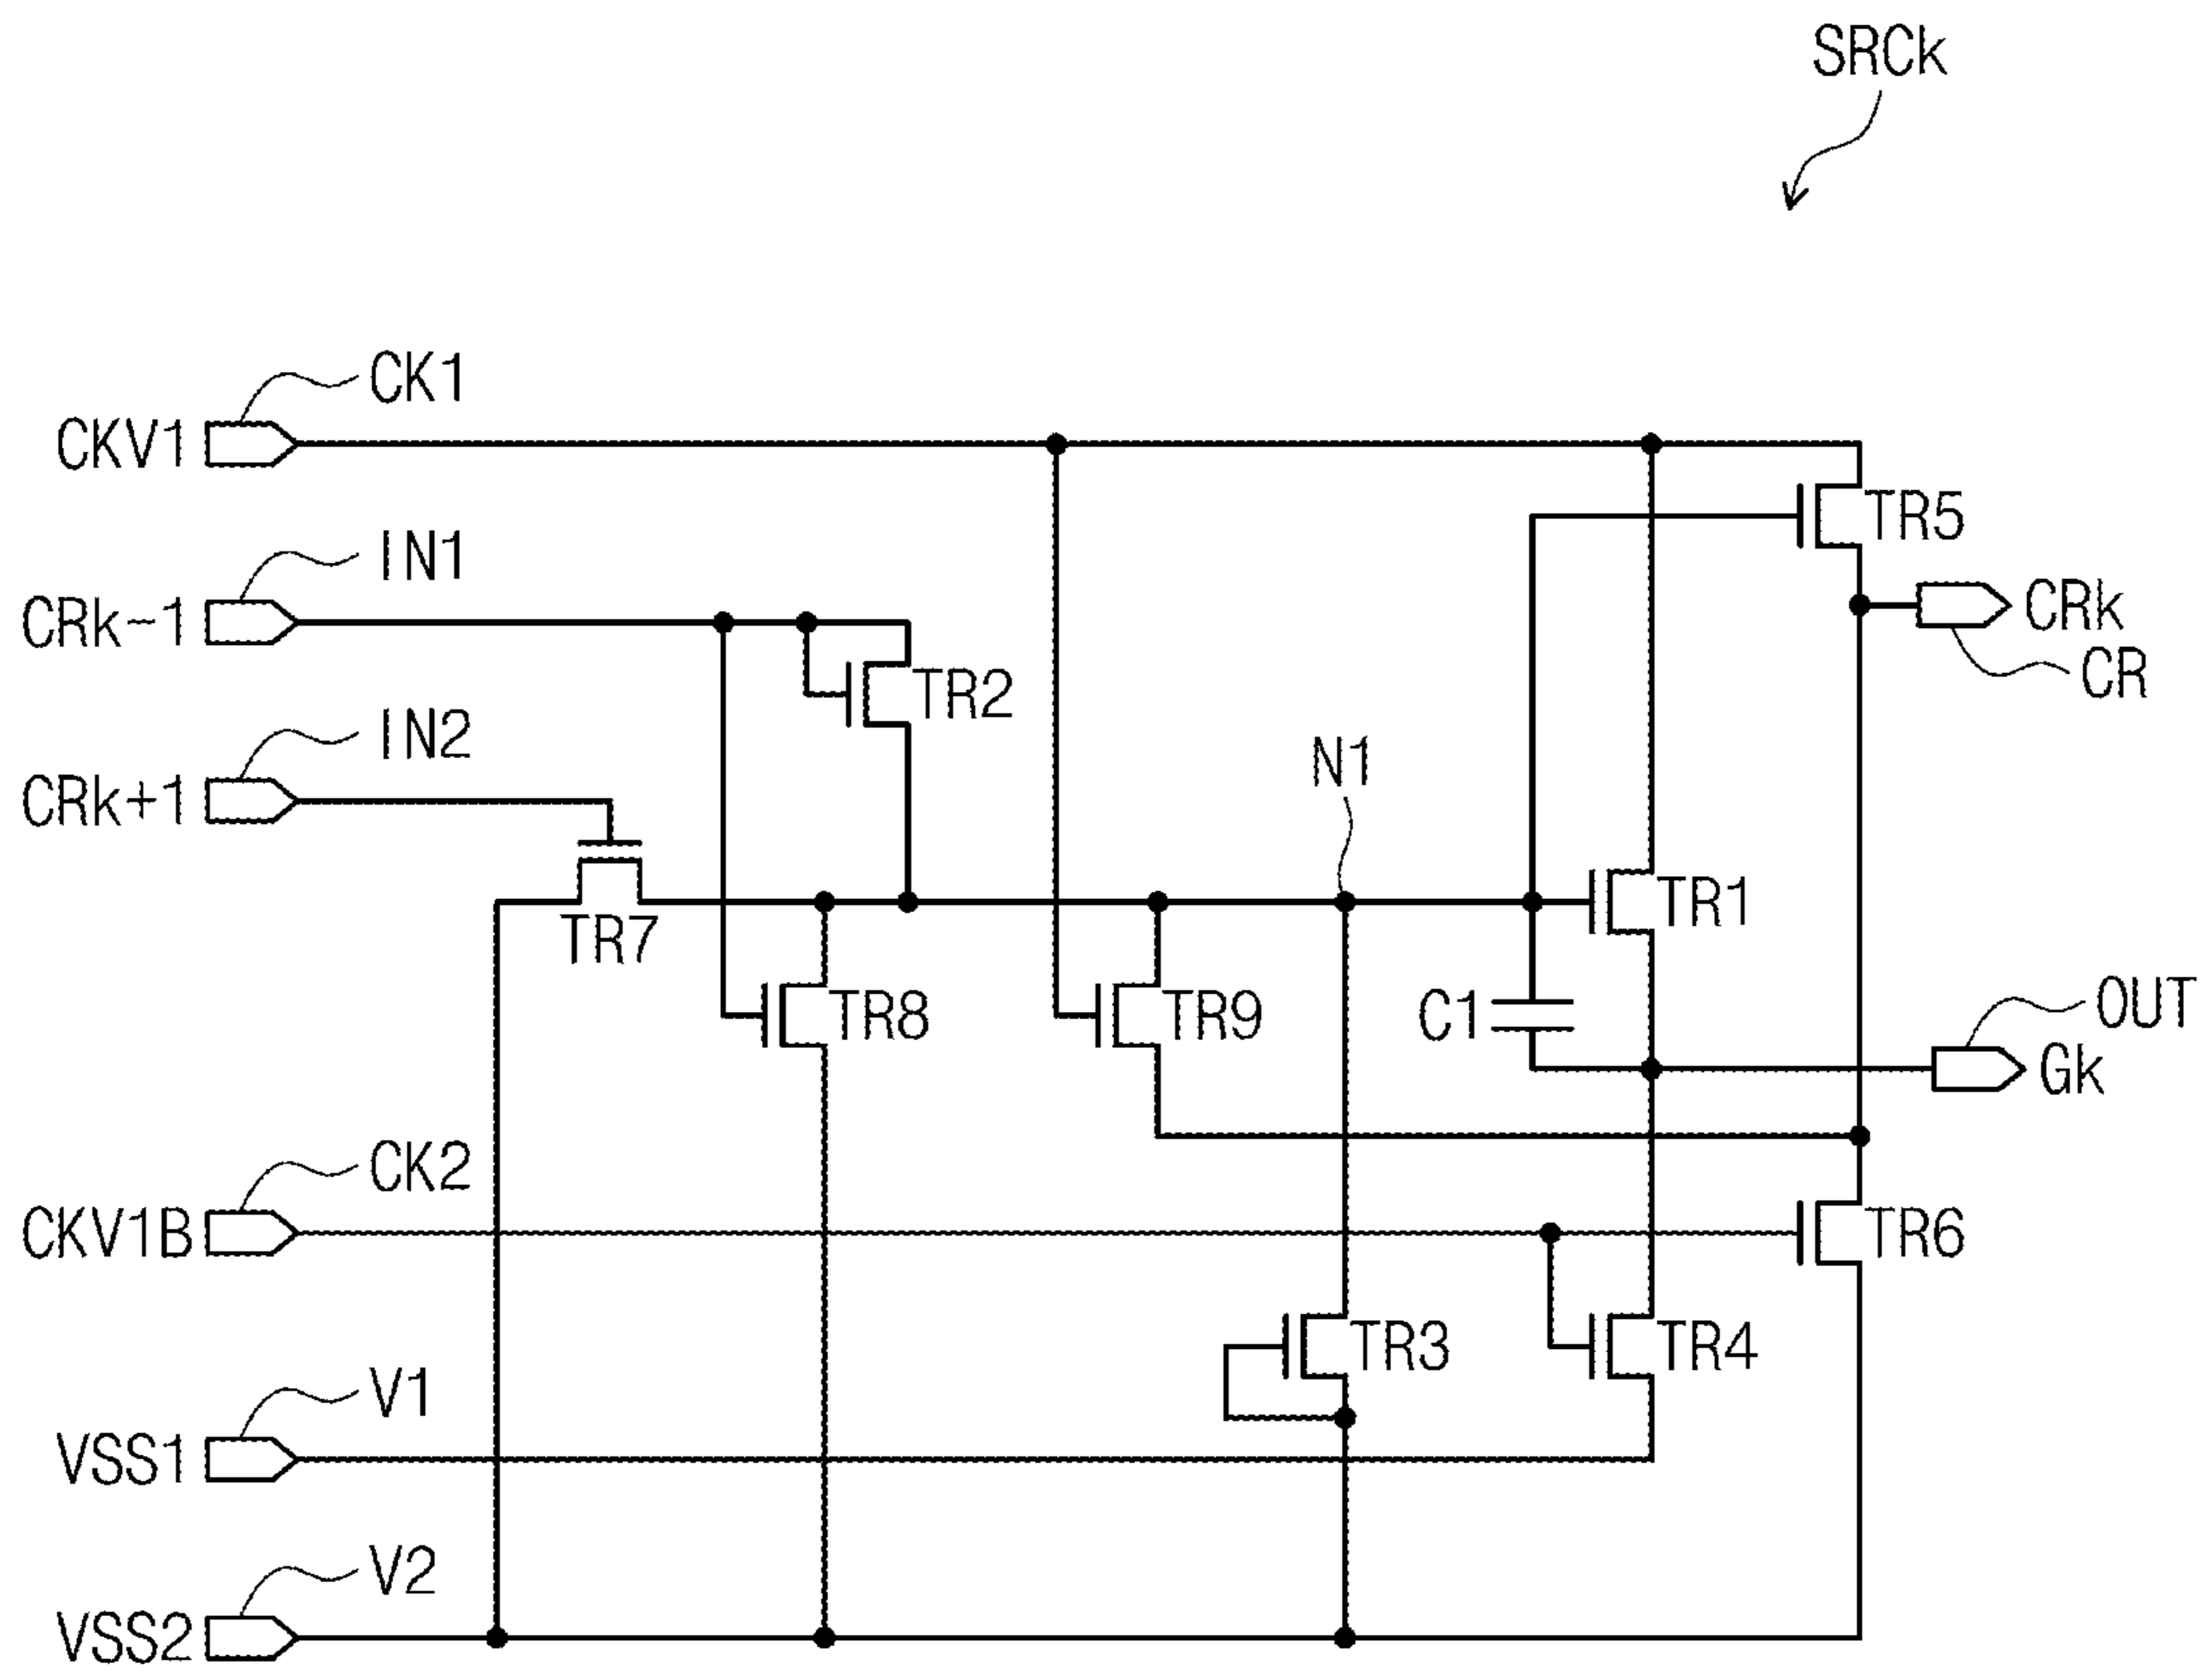 SRCk
CK1
CKV1
IN1
CRk-1
TR5
CRk
CR
TR2
IN2
CRk+1
N1
TR7
TR1
TR8
TR9
C1
OUT
Gk
CK2
CKV1B
TR6
TR3
TR4
V1
VSS1
V2
VSS2